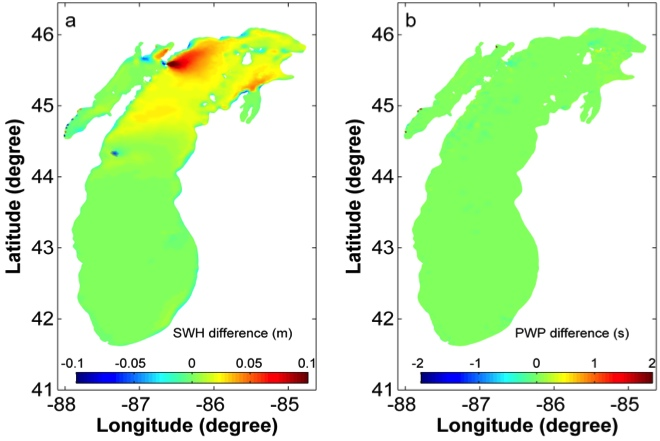 a
46
45
44
43
42
41
Latitude (degree)
SWH difference (m)
-0.1 -0.05 0 0.05 0.1
-88 -87 -86 -85
Longitude (degree)
b
46
45
44
43
42
41
Latitude (degree)
PWP difference (s)
-2 -1 0 1 2
-88 -87 -86 -85
Longitude (degree)